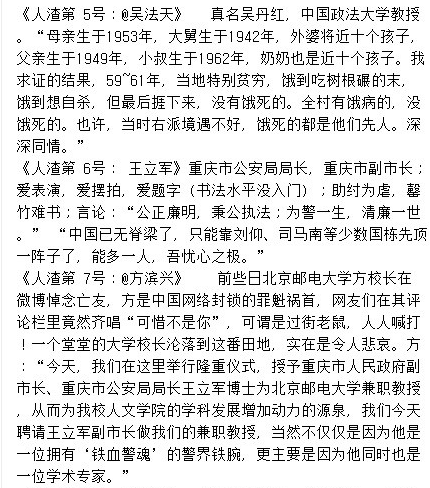 《人渣第 5号：@吴法天》 真名吴丹红，中国政法大学教授
。“母亲生于1953年，大舅生于1942年，外婆将近十个孩子，
父亲生于1949年，小叔生于1962年，奶奶也是近十个孩子。我
求证的结果，59~61年，当地特别贫穷，饿到吃树根碾的末，
饿到想自杀，但最后捱下来，没有饿死的。全村有饿病的，没
饿死的。也许，当时右派境遇不好，饿死的都是他们先人。深
深同情。”
《人渣第 6号： 王立军》重庆市公安局局长，重庆市副市长；
爱表演，爱摆拍，爱题字（书法水平没入门）；助纣为虐，罄
竹难书；言论：“公正廉明，秉公执法；为警一生，清廉一世
。” “中国已无脊梁了，只能靠刘仰、司马南等少数国栋先顶
一阵子了，能多一人，吾忧心之极。”
《人渣第 7号：@方滨兴》 前些日北京邮电大学方校长在
微博悼念亡友，方是中国网络封锁的罪魁祸首，网友们在其评
论栏里竟然齐唱“可惜不是你”，可谓是过街老鼠，人人喊打
！一个堂堂的大学校长沦落到这番田地，实在是令人悲哀。方
：“今天，我们在这里举行隆重仪式，授予重庆市人民政府副
市长、重庆市公安局局长王立军博士为北京邮电大学兼职教授
，从而为我校人文学院的学科发展增加动力的源泉，我们今天
聘请王立军副市长做我们的兼职教授，当然不仅仅是因为他是
一位拥有‘铁血警魂’的警界铁腕，更主要是因为他同时也是
一位学术专家。”